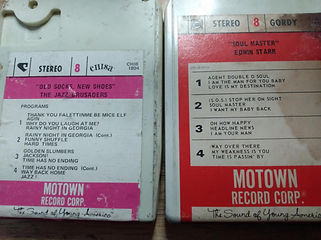 STEREO 8 CHISA
CHIS 1804
"OLD SOCKS, NEW SHOES"
THE JAZZ CRUSADERS
PROGRAMS
THANK YOU FALETTINME BE MICE ELF
AGIN
1 WHY DO YOU LAUGH AT ME?
RAINY NIGHT IN GEORGIA
RAINY NIGHT IN GEORGIA (Cont.)
2 FUNNY SHUFFLE
HARD TIMES
GOLDEN SLUMBERS
3 JACKSON!
TIME HAS NO ENDING
TIME HAS NO ENDING (Cont.)
4 WAY BACK HOME
JAZZ!
MOTOWN
RECORD CORP.
The Sound of Young America
STEREO 8 GORDY
"SOUL MASTER"
EDWIN STARR
1 AGENT DOUBLE O SOUL
I AM THE MAN FOR YOU BABY
LOVE IS MY DESTINATION
2 (S.O.S.) STOP HER ON SIGHT
SOUL MASTER
I WANT MY BABY BACK
3 OH HOW HAPPY
HEADLINE NEWS
I AM YOUR MAN
4 WAY OVER THERE
MY WEAKNESS IS YOU
TIME IS PASSIN' BY
MOTOWN
RECORD CORP.
The Sound of Young America